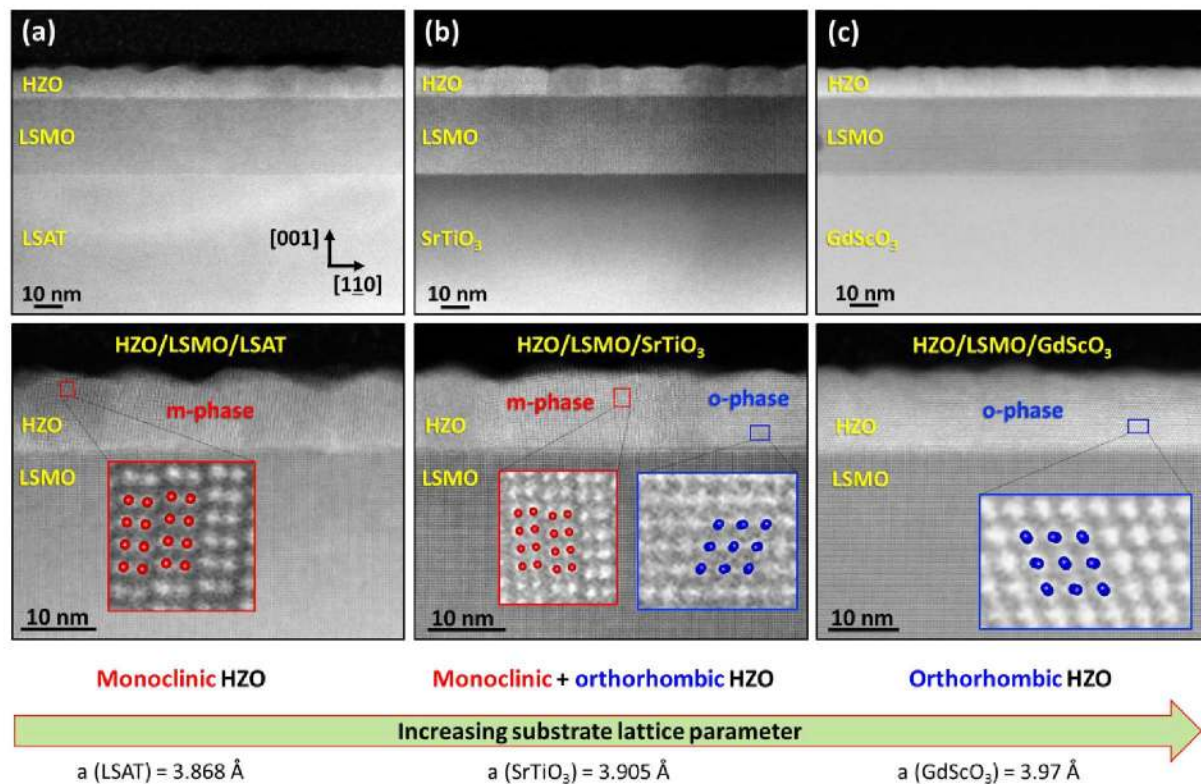 (a)
HZO
LSMO
LSAT
[001]
[110]
10 nm
(b)
HZO
LSMO
SrTiO₃
10 nm
(c)
HZO
LSMO
GdScO₃
10 nm
HZO/LSMO/LSAT
m-phase
HZO
LSMO
10 nm
HZO/LSMO/SrTiO₃
m-phase
o-phase
HZO
LSMO
10 nm
HZO/LSMO/GdScO₃
o-phase
HZO
LSMO
10 nm
Monoclinic HZO
Monoclinic + orthorhombic HZO
Orthorhombic HZO
Increasing substrate lattice parameter
a (LSAT) = 3.868 Å
a (SrTiO₃) = 3.905 Å
a (GdScO₃) = 3.97 Å